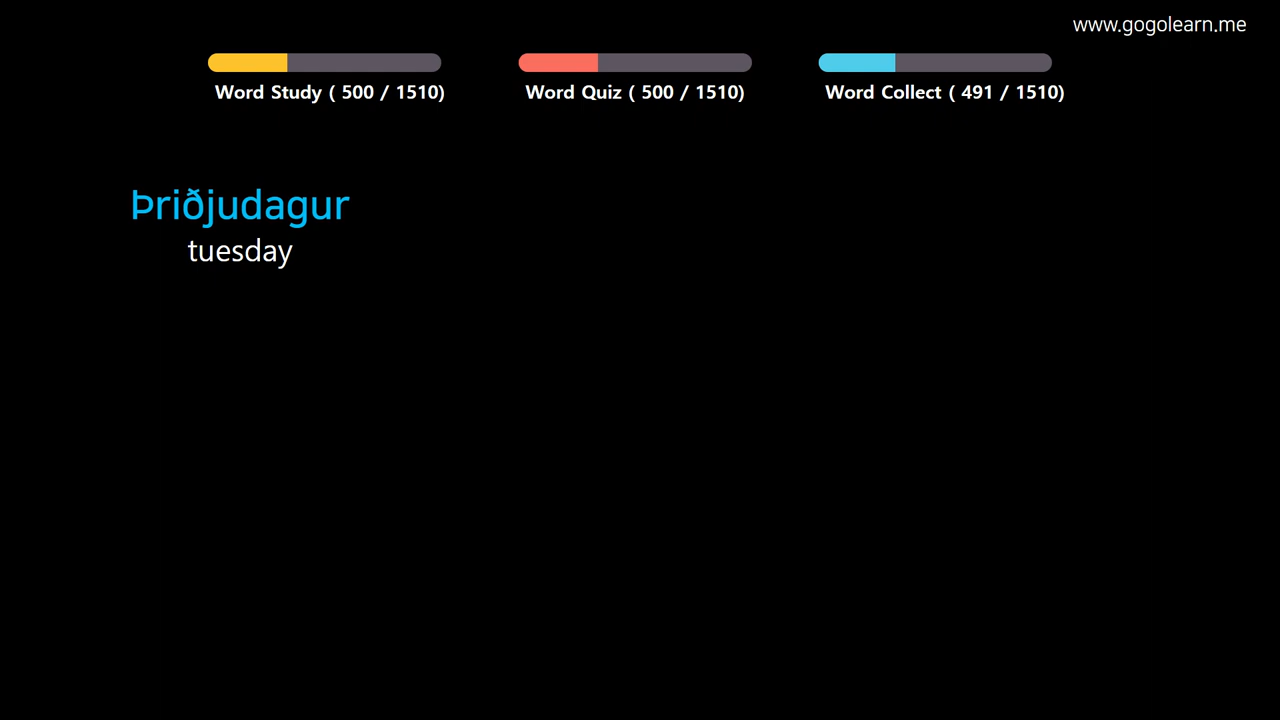 www.gogolearn.me
Word Study ( 500 / 1510)
Word Quiz ( 500 / 1510)
Word Collect ( 491 / 1510)
Þriðjudagur
tuesday